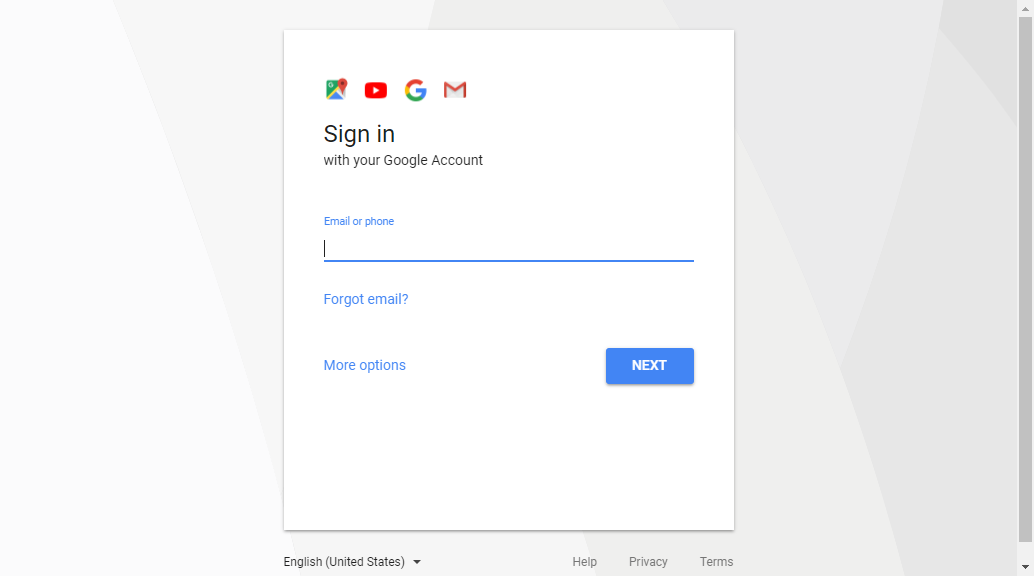 Sign in
with your Google Account
Email or phone
Forgot email?
More options
NEXT
English (United States)
Help
Privacy
Terms